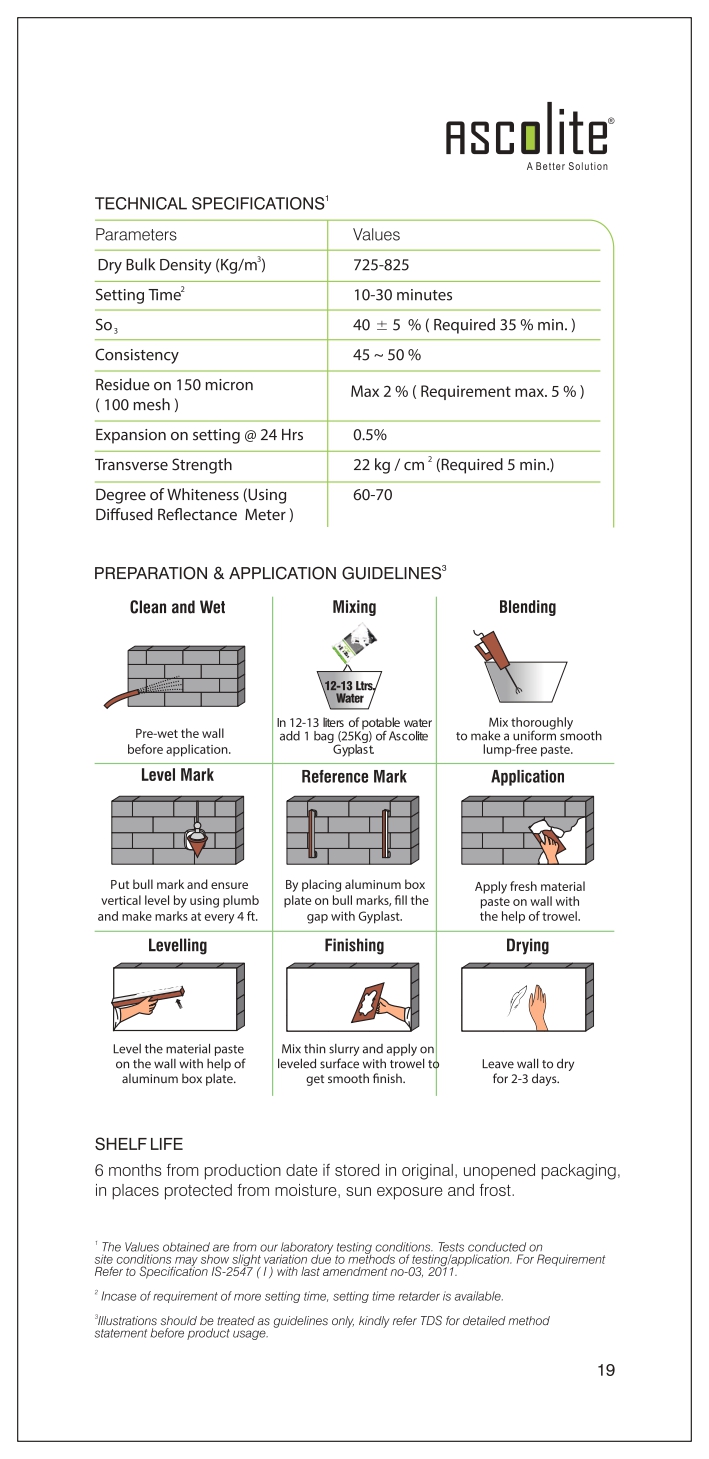 ASCOLITE®
A Better Solution
TECHNICAL SPECIFICATIONS¹
Parameters Values
Dry Bulk Density (Kg/m³) 725-825
Setting Time² 10-30 minutes
So₃ 40 ± 5 % ( Required 35 % min. )
Consistency 45 ~ 50 %
Residue on 150 micron
( 100 mesh ) Max 2 % ( Requirement max. 5 % )
Expansion on setting @ 24 Hrs 0.5%
Transverse Strength 22 kg / cm ² (Required 5 min.)
Degree of Whiteness (Using 60-70
Diffused Reflectance Meter )
PREPARATION & APPLICATION GUIDELINES³
Clean and Wet
Pre-wet the wall
before application.
Mixing
12-13 Ltrs.
Water
In 12-13 liters of potable water
add 1 bag (25Kg) of Ascolite
Gyplast.
Blending
Mix thoroughly
to make a uniform smooth
lump-free paste.
Level Mark
Put bull mark and ensure
vertical level by using plumb
and make marks at every 4 ft.
Reference Mark
By placing aluminum box
plate on bull marks, fill the
gap with Gyplast.
Application
Apply fresh material
paste on wall with
the help of trowel.
Levelling
Level the material paste
on the wall with help of
aluminum box plate.
Finishing
Mix thin slurry and apply on
leveled surface with trowel to
get smooth finish.
Drying
Leave wall to dry
for 2-3 days.
SHELF LIFE
6 months from production date if stored in original, unopened packaging,
in places protected from moisture, sun exposure and frost.
¹ The Values obtained are from our laboratory testing conditions. Tests conducted on
site conditions may show slight variation due to methods of testing/application. For Requirement
Refer to Specification IS-2547 ( I ) with last amendment no-03, 2011.
² Incase of requirement of more setting time, setting time retarder is available.
³Illustrations should be treated as guidelines only, kindly refer TDS for detailed method
statement before product usage.
19